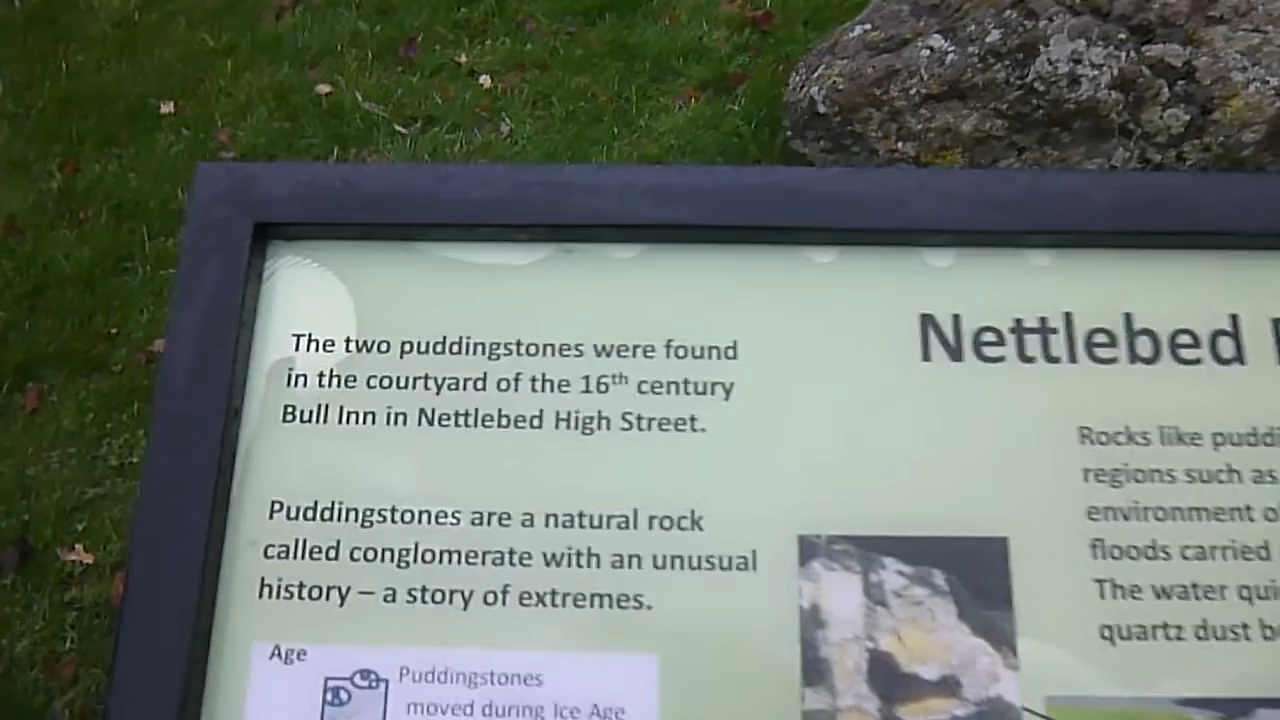 The two puddingstones were found
in the courtyard of the 16th century
Bull Inn in Nettlebed High Street.
Puddingstones are a natural rock
called conglomerate with an unusual
history – a story of extremes.
Age
Puddingstones
moved during Ice Age
Nettlebed
Rocks like
regions such as
environment
floods carried
The water
quartz dust